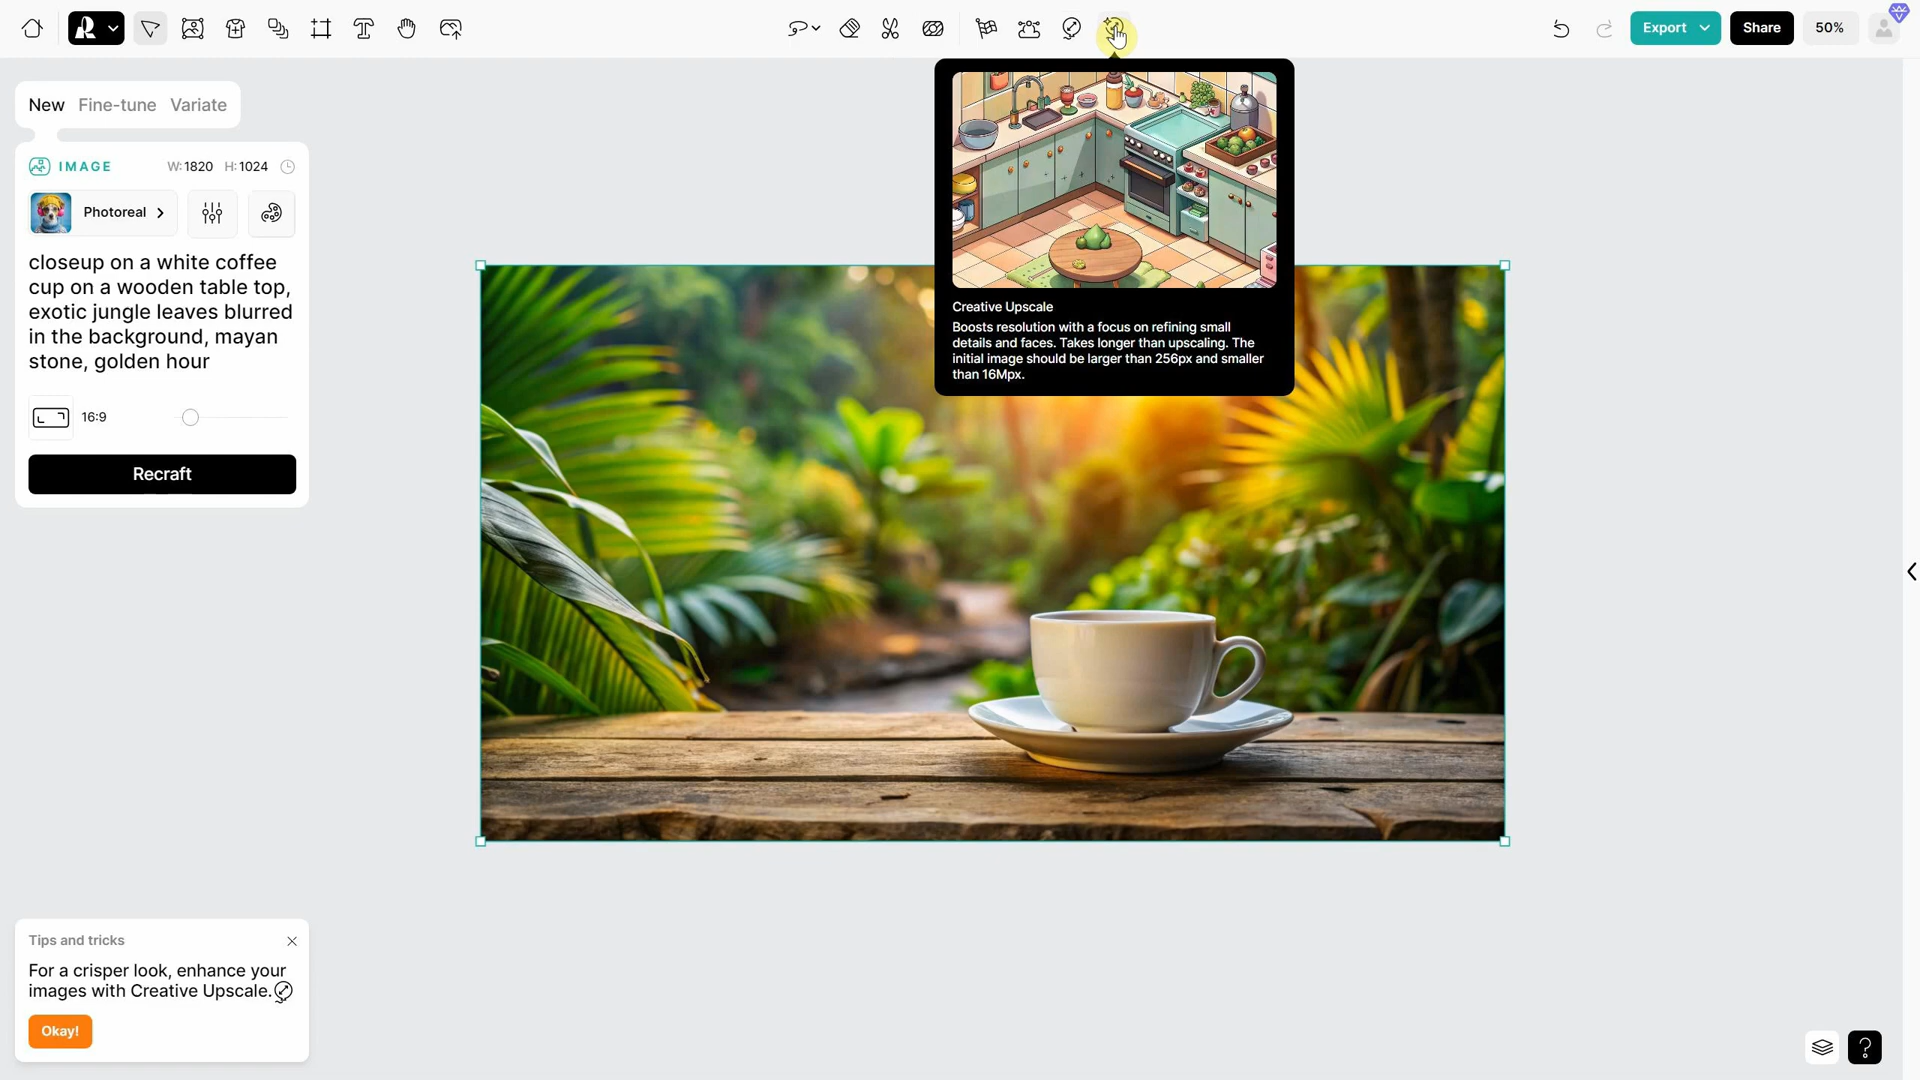 Export
Share
50%
New Fine-tune Variate
IMAGE W:1820 H:1024
Photoreal
closeup on a white coffee
cup on a wooden table top,
exotic jungle leaves blurred
in the background, mayan
stone, golden hour
16:9
Recraft
Creative Upscale
Boosts resolution with a focus on refining small
details and faces. Takes longer than upscaling. The
initial image should be larger than 256px and smaller
than 16Mpx.
Tips and tricks
For a crisper look, enhance your
images with Creative Upscale.
Okay!
?